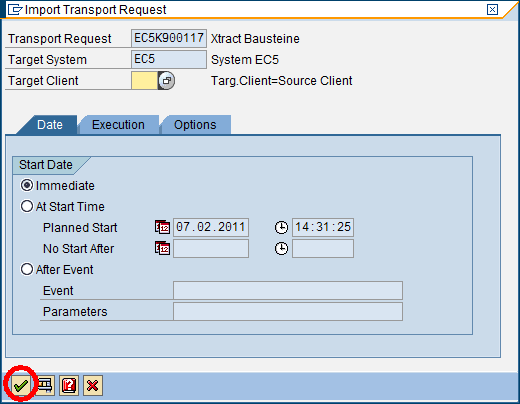 Import Transport Request
Transport Request EC5K900117 Xtract Bausteine
Target System EC5 System EC5
Target Client Targ.Client=Source Client
Date Execution Options
Start Date
Immediate
At Start Time
Planned Start 12 07.02.2011 14:31:25
No Start After 12
After Event
Event
Parameters